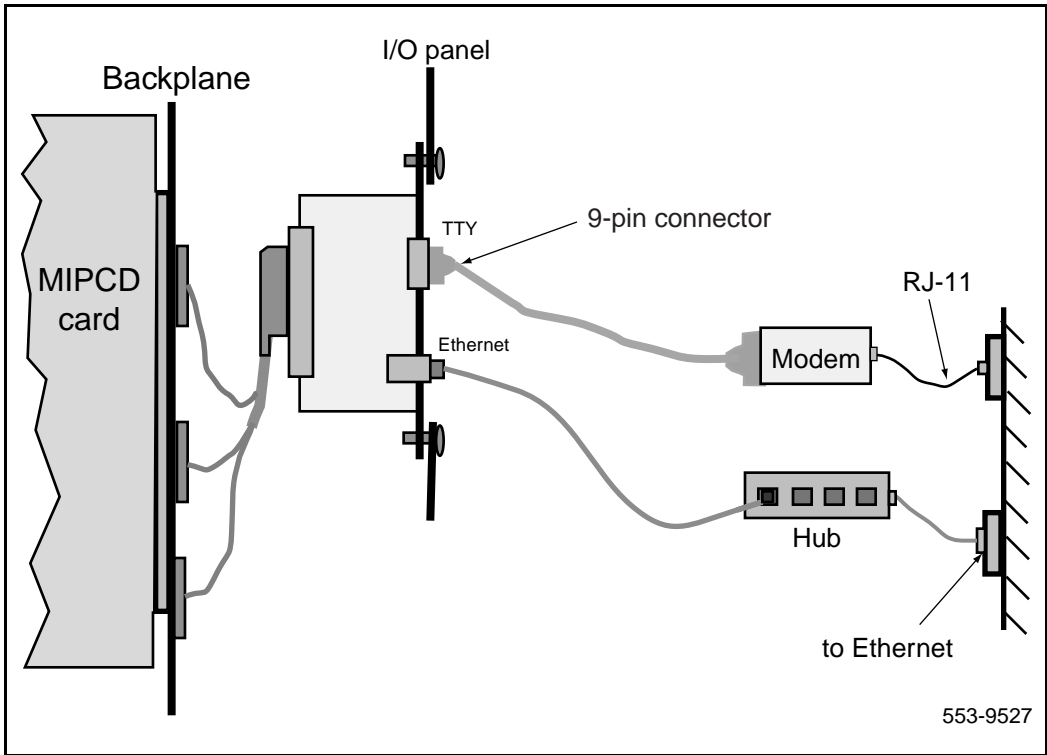 I/O panel
Backplane
TTY
9-pin connector
MIPCD
card
RJ-11
Ethernet
Modem
Hub
to Ethernet
553-9527